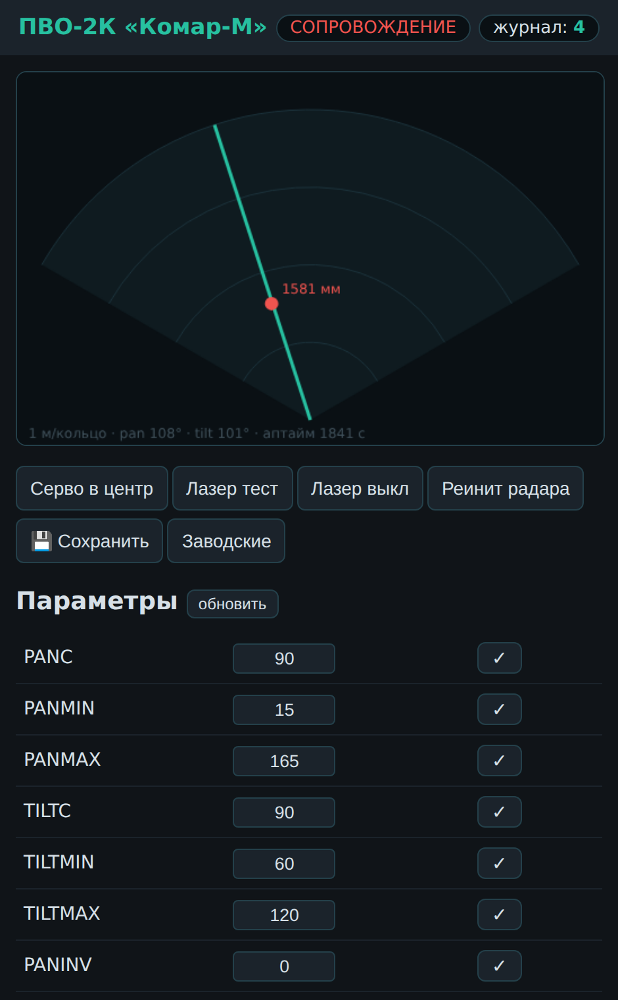 ПВО-2К «Комар-М» СОПРОВОЖДЕНИЕ журнал: 4
1581 мм
1 м/кольцо · pan 108° · tilt 101° · аптайм 1841 с
Серво в центр Лазер тест Лазер выкл Реинит радара
💾 Сохранить Заводские
Параметры обновить
PANC 90 ✓
PANMIN 15 ✓
PANMAX 165 ✓
TILTC 90 ✓
TILTMIN 60 ✓
TILTMAX 120 ✓
PANINV 0 ✓